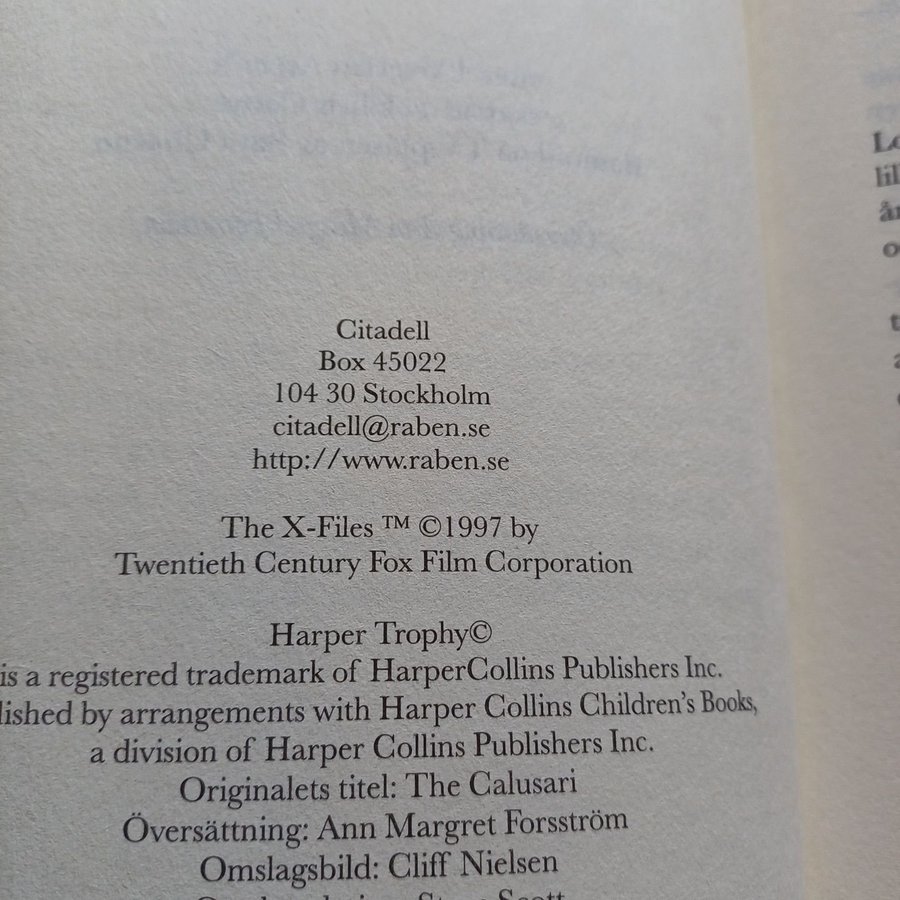 Citadell
Box 45022
104 30 Stockholm
citadell@raben.se
http://www.raben.se
The X-Files ™ ©1997 by
Twentieth Century Fox Film Corporation
Harper Trophy©
is a registered trademark of HarperCollins Publishers Inc.
lished by arrangements with Harper Collins Children's Books,
a division of Harper Collins Publishers Inc.
Originalets titel: The Calusari
Översättning: Ann Margret Forsström
Omslagsbild: Cliff Nielsen
Scott